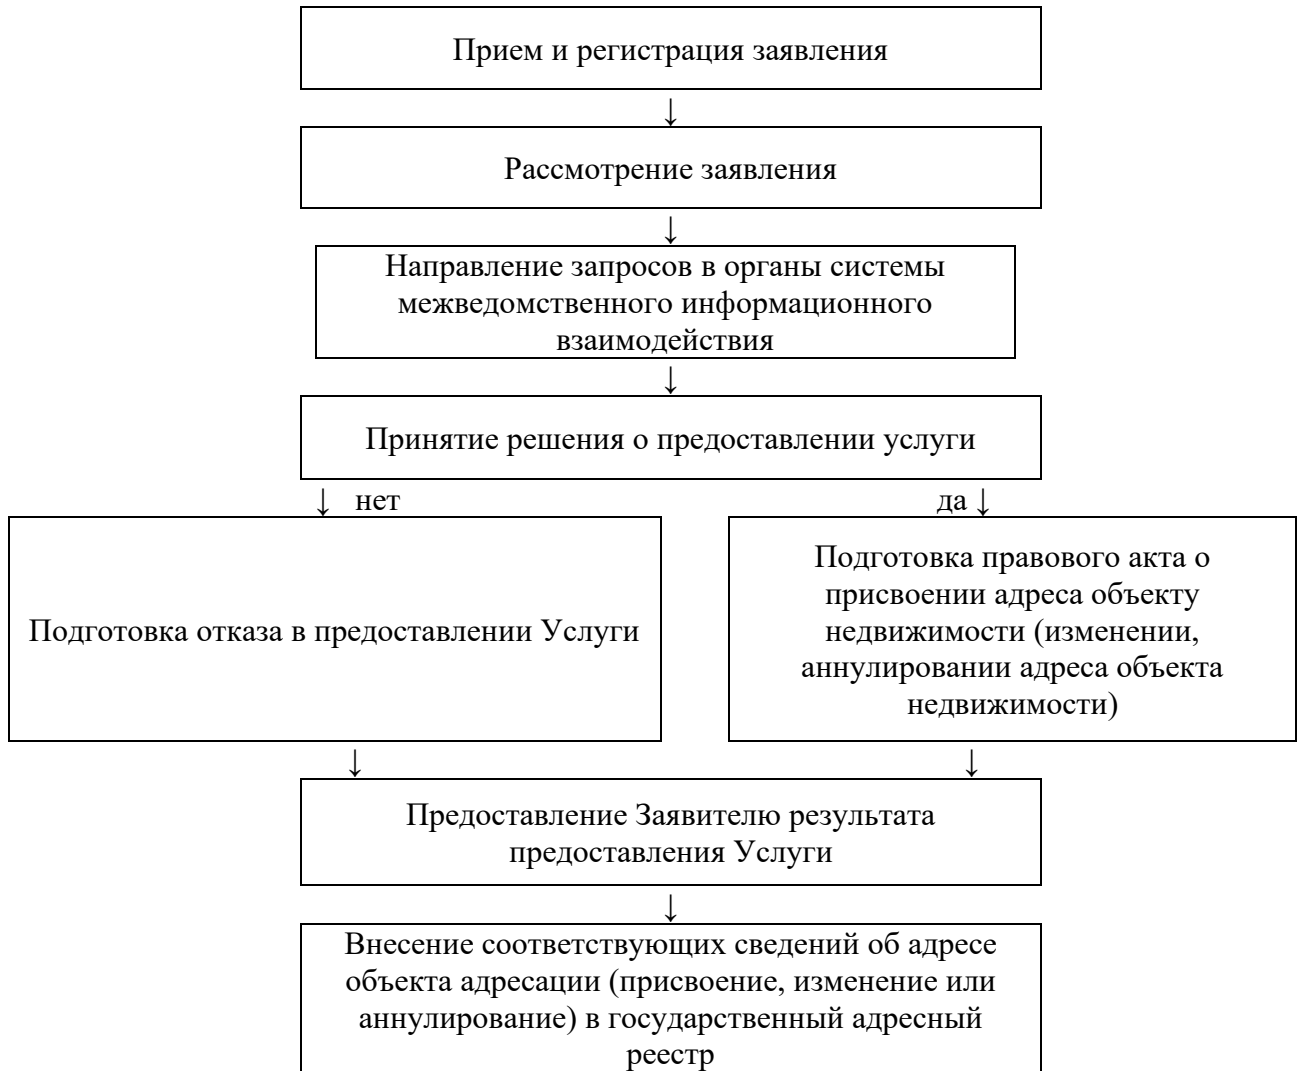 Прием и регистрация заявления
↓
Рассмотрение заявления
↓
Направление запросов в органы системы
межведомственного информационного
взаимодействия
↓
Принятие решения о предоставлении услуги
↓ нет
да ↓
Подготовка отказа в предоставлении Услуги
Подготовка правового акта о
присвоении адреса объекту
недвижимости (изменении,
аннулировании адреса объекта
недвижимости)
↓
↓
Предоставление Заявителю результата
предоставления Услуги
↓
Внесение соответствующих сведений об адресе
объекта адресации (присвоение, изменение или
аннулирование) в государственный адресный
реестр